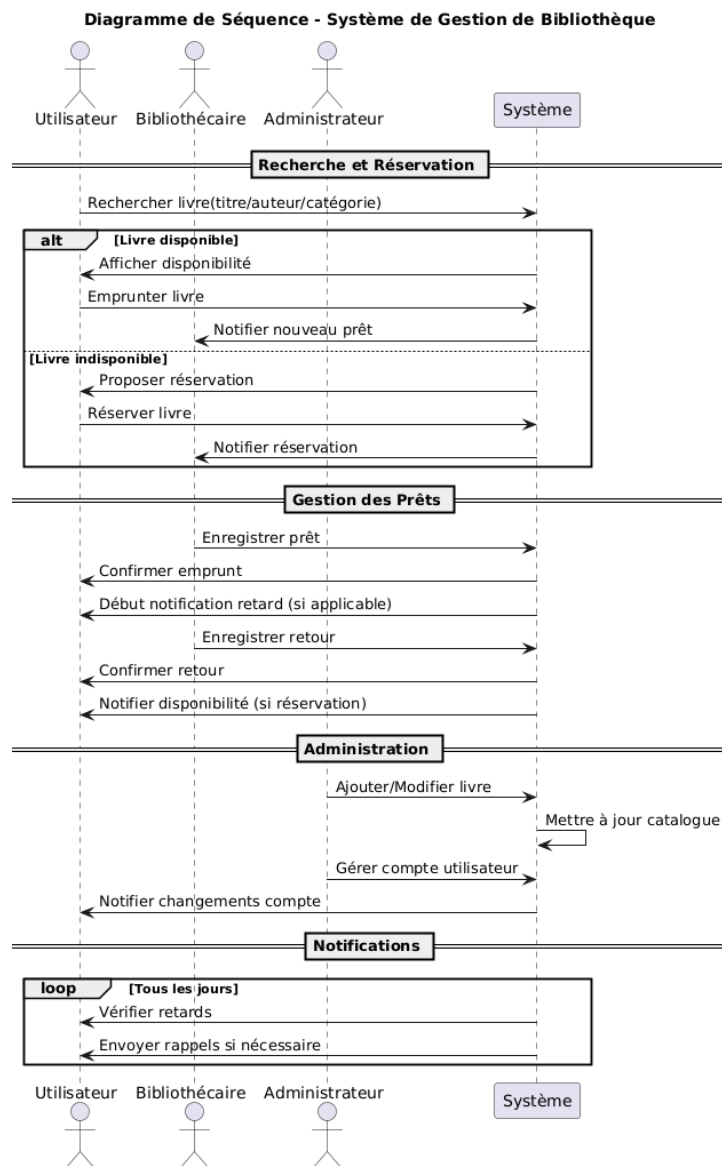 Diagramme de Séquence - Système de Gestion de Bibliothèque
Utilisateur Bibliothécaire Administrateur Système
Recherche et Réservation
Rechercher livre(titre/auteur/catégorie)
alt [Livre disponible]
Afficher disponibilité
Emprunter livre
Notifier nouveau prêt
[Livre indisponible]
Proposer réservation
Réserver livre
Notifier réservation
Gestion des Prêts
Enregistrer prêt
Confirmer emprunt
Début notification retard (si applicable)
Enregistrer retour
Confirmer retour
Notifier disponibilité (si réservation)
Administration
Ajouter/Modifier livre
Mettre à jour catalogue
Gérer compte utilisateur
Notifier changements compte
Notifications
loop [Tous les jours]
Vérifier retards
Envoyer rappels si nécessaire
Utilisateur Bibliothécaire Administrateur Système